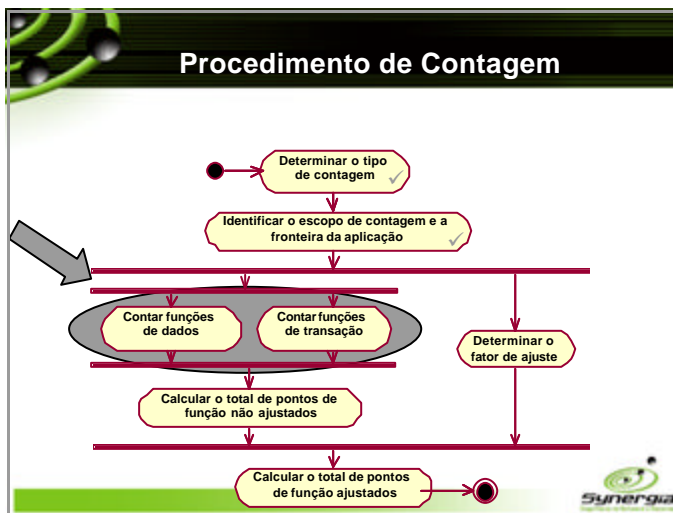 Procedimento de Contagem
Determinar o tipo
de contagem
Identificar o escopo de contagem e a
fronteira da aplicação
Contar funções
de dados
Contar funções
de transação
Determinar o
fator de ajuste
Calcular o total de pontos de
função não ajustados
Calcular o total de pontos
de função ajustados
Synergia